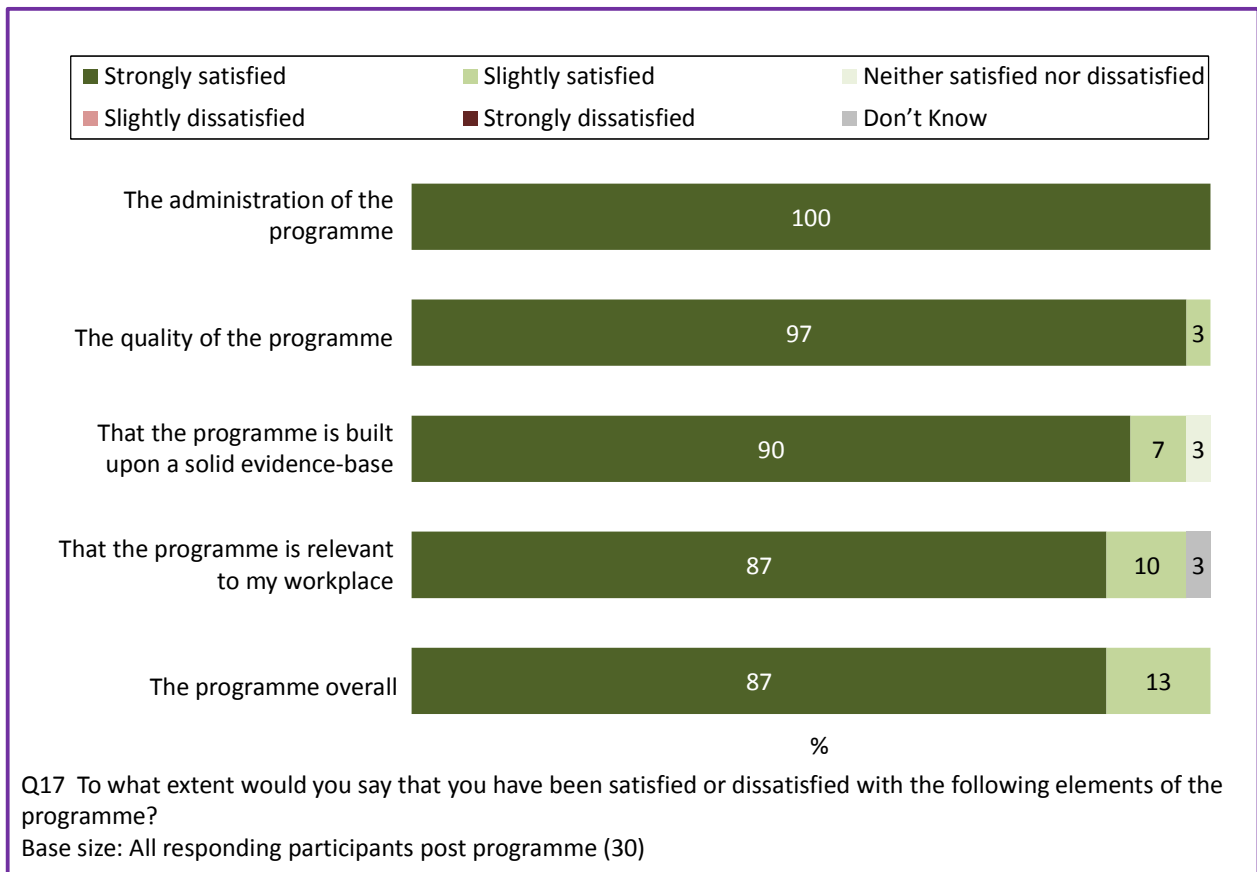 Strongly satisfied Slightly satisfied Neither satisfied nor dissatisfied
Slightly dissatisfied Strongly dissatisfied Don’t Know
The administration of the
programme
100
The quality of the programme
97 3
That the programme is built
upon a solid evidence-base
90 7 3
That the programme is relevant
to my workplace
87 10 3
The programme overall
87 13
%
Q17 To what extent would you say that you have been satisfied or dissatisfied with the following elements of the
programme?
Base size: All responding participants post programme (30)